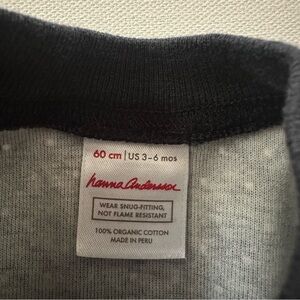 60 cm | US 3-6 mos
hanna andersson
WEAR SNUG-FITTING,
NOT FLAME RESISTANT
100% ORGANIC COTTON
MADE IN PERU